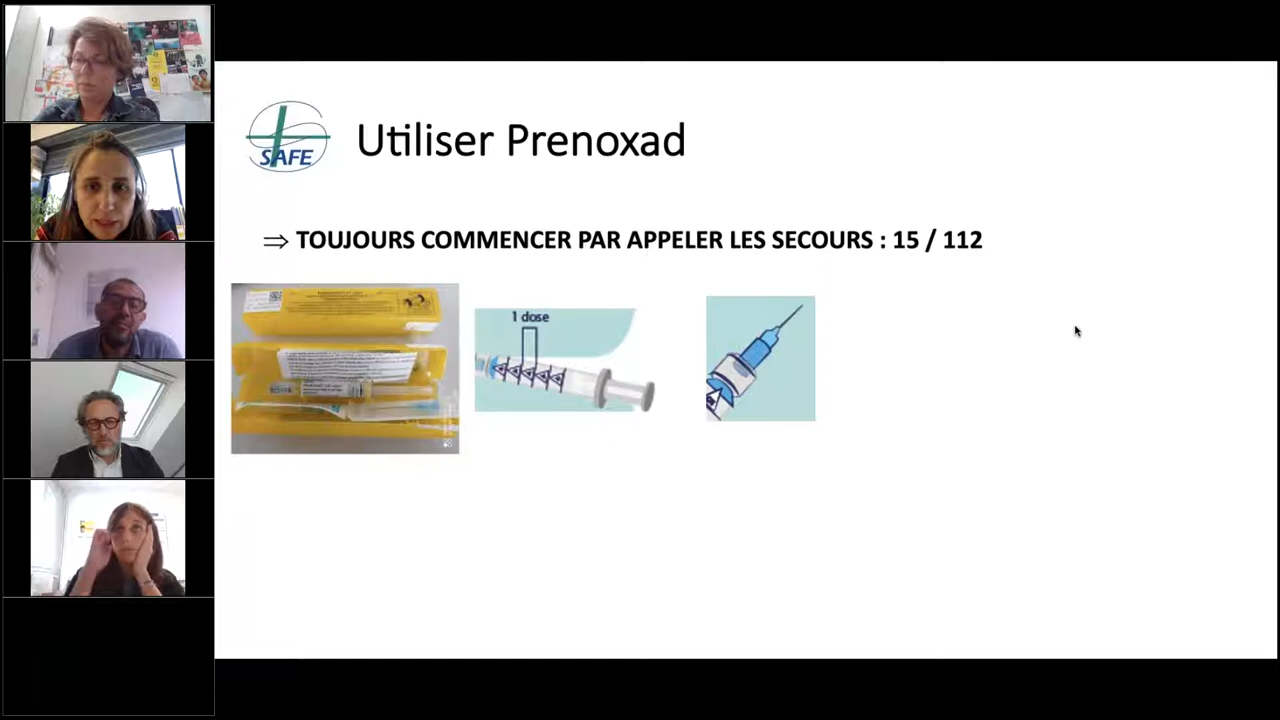 SAFE
Utiliser Prenoxad
⇒ TOUJOURS COMMENCER PAR APPELER LES SECOURS : 15 / 112
1 dose